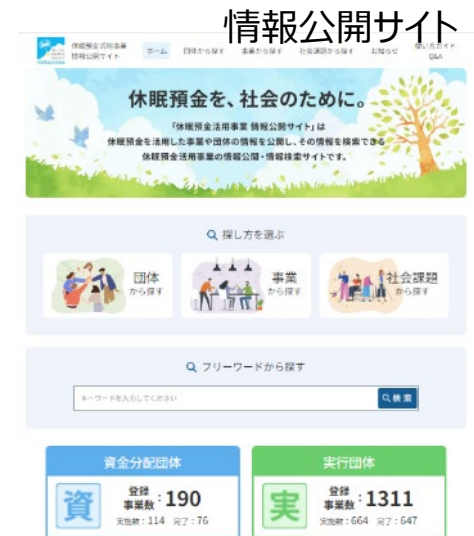 情報公開サイト
休眠預金活用事業
情報公開サイト
ホーム
団体から探す
事業から探す
社会課題から探す
お知らせ
使い方ガイド
Q&A
休眠預金を、社会のために。
「休眠預金活用事業 情報公開サイト」は
休眠預金を活用した事業や団体の情報を公開し、その情報を検索できる
休眠預金活用事業の情報公開・情報検索サイトです。
探し方を選ぶ
団体
から探す
事業
から探す
社会課題
から探す
フリーワードから探す
キーワードを入力してください
検索
資金分配団体
資
登録
事業数:190
実施数:114 完了:76
実行団体
実
登録
事業数:1311
実施数:664 完了:647